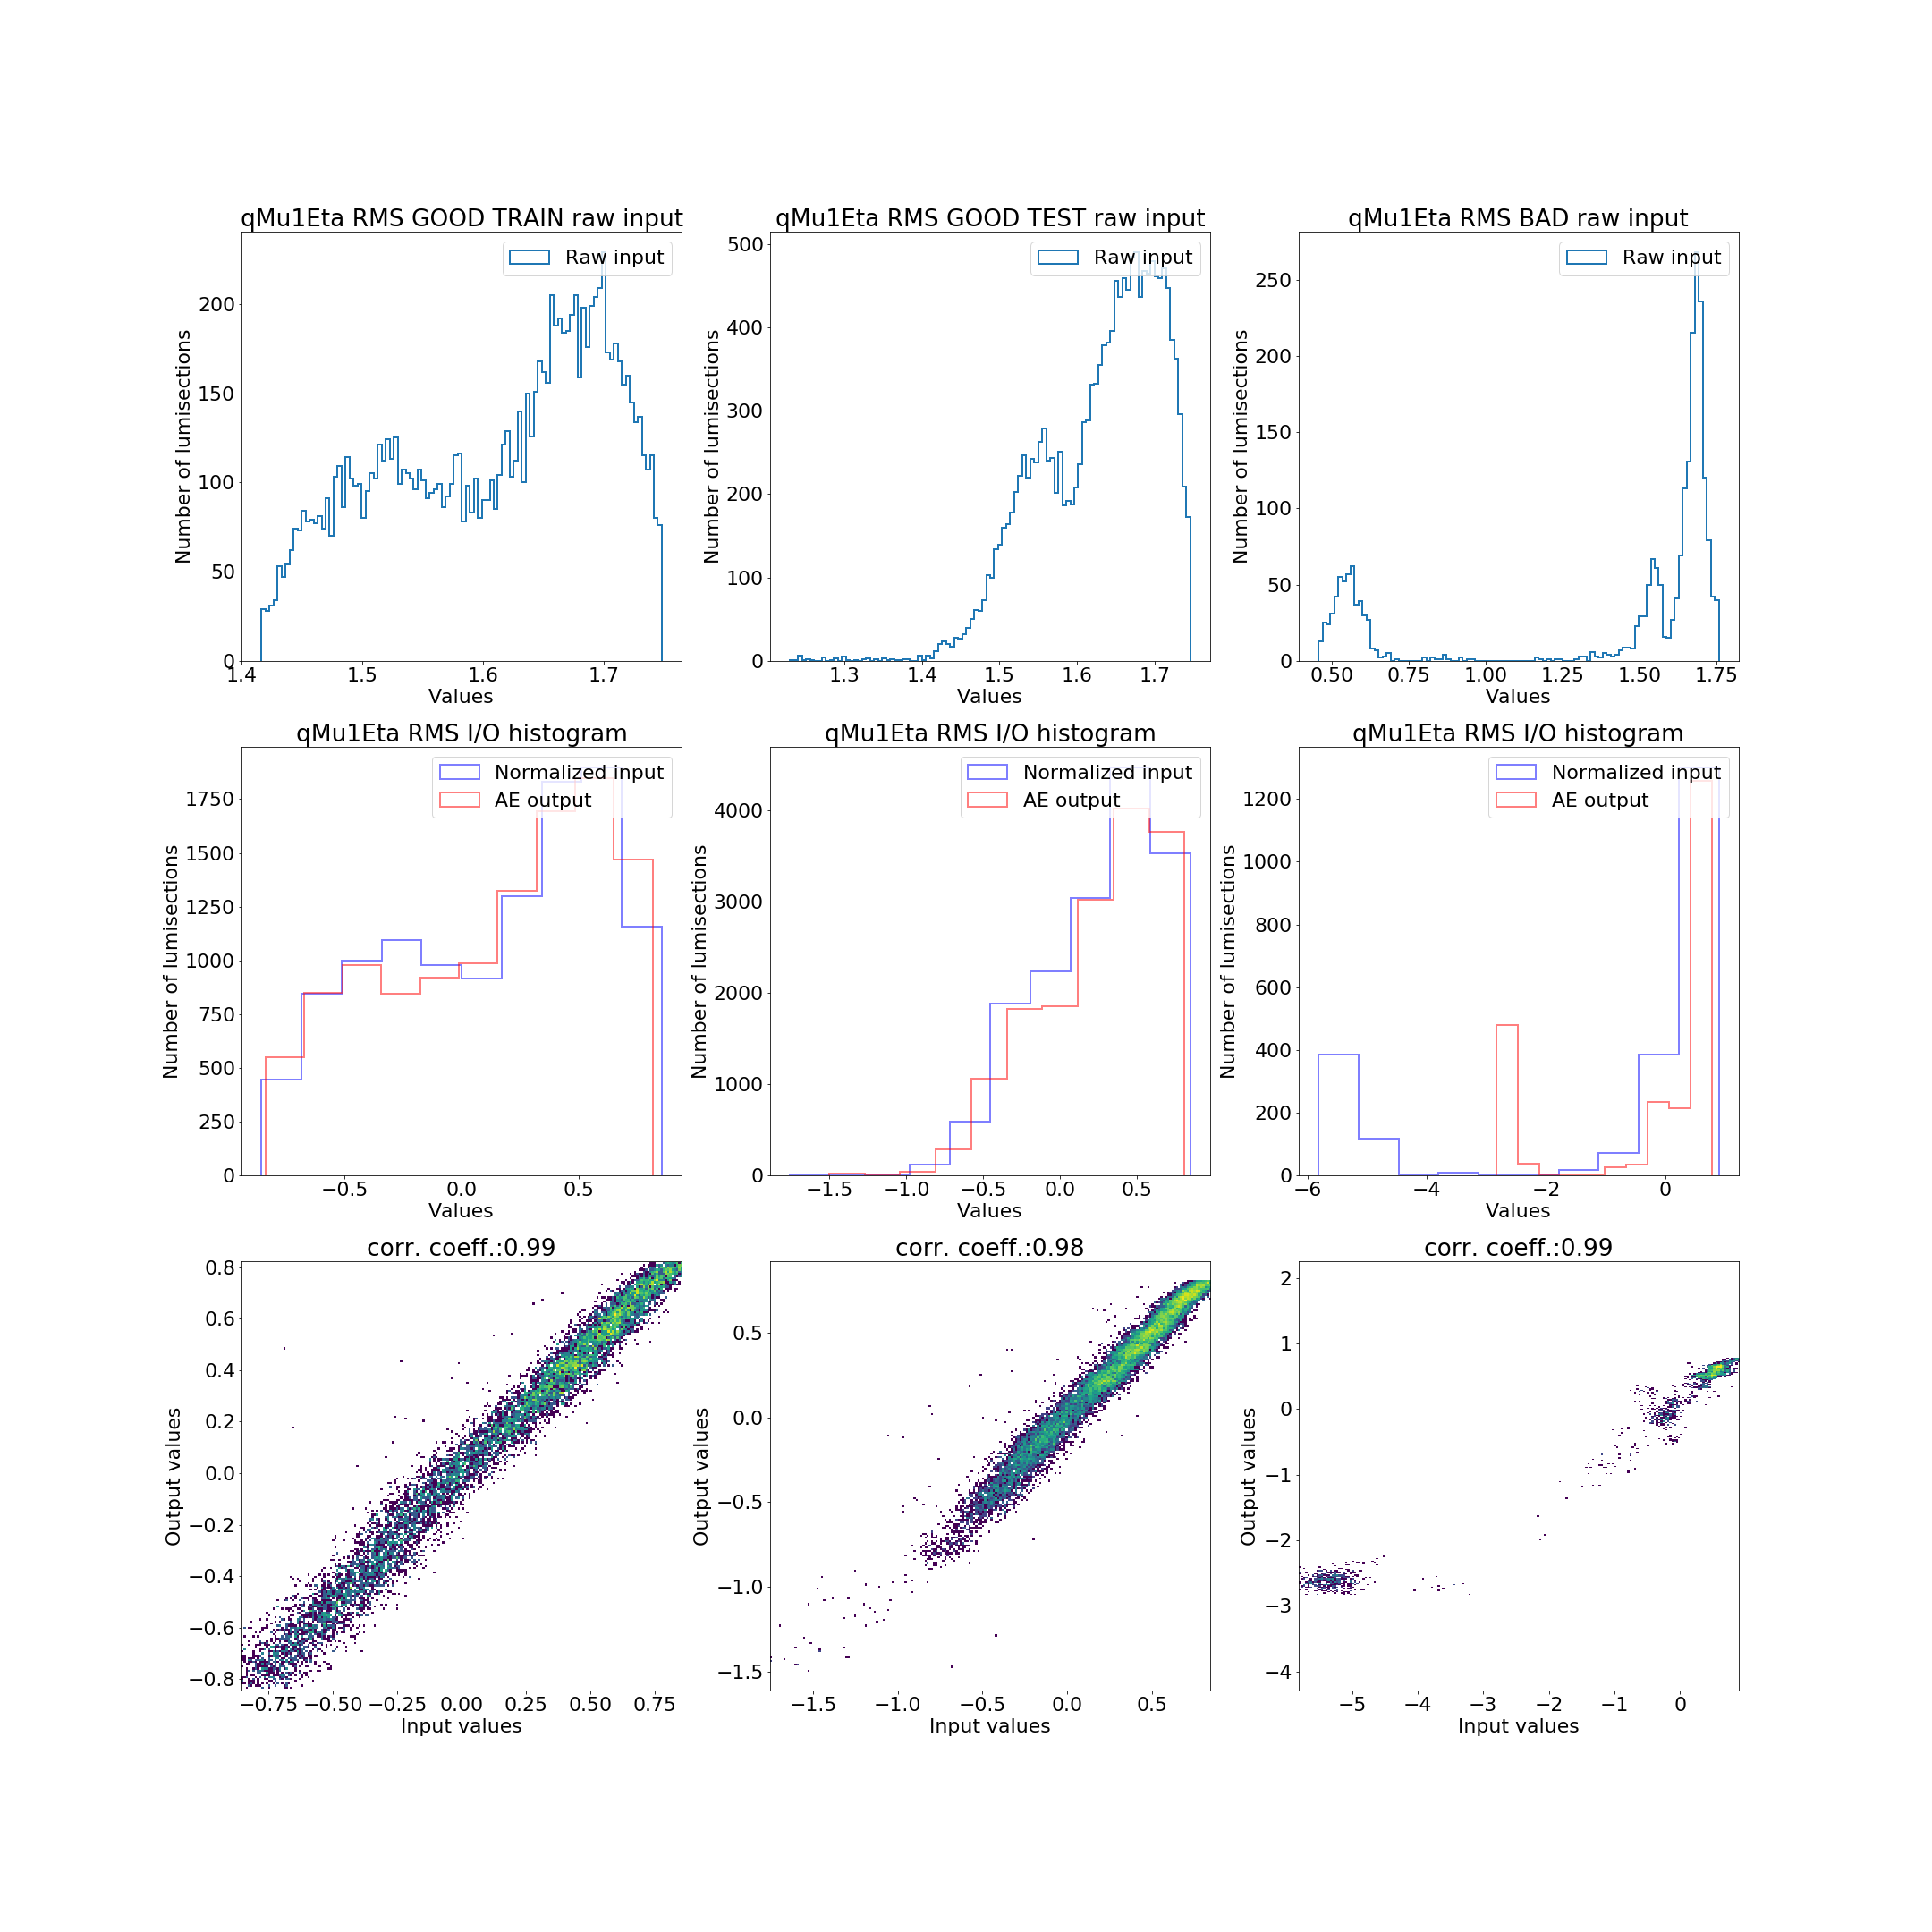 qMu1Eta RMS GOOD TRAIN raw input
Raw input
Number of lumisections
200
150
100
50
0
1.4 1.5 1.6 1.7
Values
qMu1Eta RMS GOOD TEST raw input
Raw input
Number of lumisections
500
400
300
200
100
0
1.3 1.4 1.5 1.6 1.7
Values
qMu1Eta RMS BAD raw input
Raw input
Number of lumisections
250
200
150
100
50
0
0.50 0.75 1.00 1.25 1.50 1.75
Values
qMu1Eta RMS I/O histogram
Normalized input
AE output
Number of lumisections
1750
1500
1250
1000
750
500
250
0
−0.5 0.0 0.5
Values
qMu1Eta RMS I/O histogram
Normalized input
AE output
Number of lumisections
4000
3000
2000
1000
0
−1.5 −1.0 −0.5 0.0 0.5
Values
qMu1Eta RMS I/O histogram
Normalized input
AE output
Number of lumisections
1200
1000
800
600
400
200
0
−6 −4 −2 0
Values
corr. coeff.:0.99
Output values
0.8
0.6
0.4
0.2
0.0
−0.2
−0.4
−0.6
−0.8
−0.75 −0.50 −0.25 0.00 0.25 0.50 0.75
Input values
corr. coeff.:0.98
Output values
0.5
0.0
−0.5
−1.0
−1.5
−1.5 −1.0 −0.5 0.0 0.5
Input values
corr. coeff.:0.99
Output values
2
1
0
−1
−2
−3
−4
−5 −4 −3 −2 −1 0
Input values